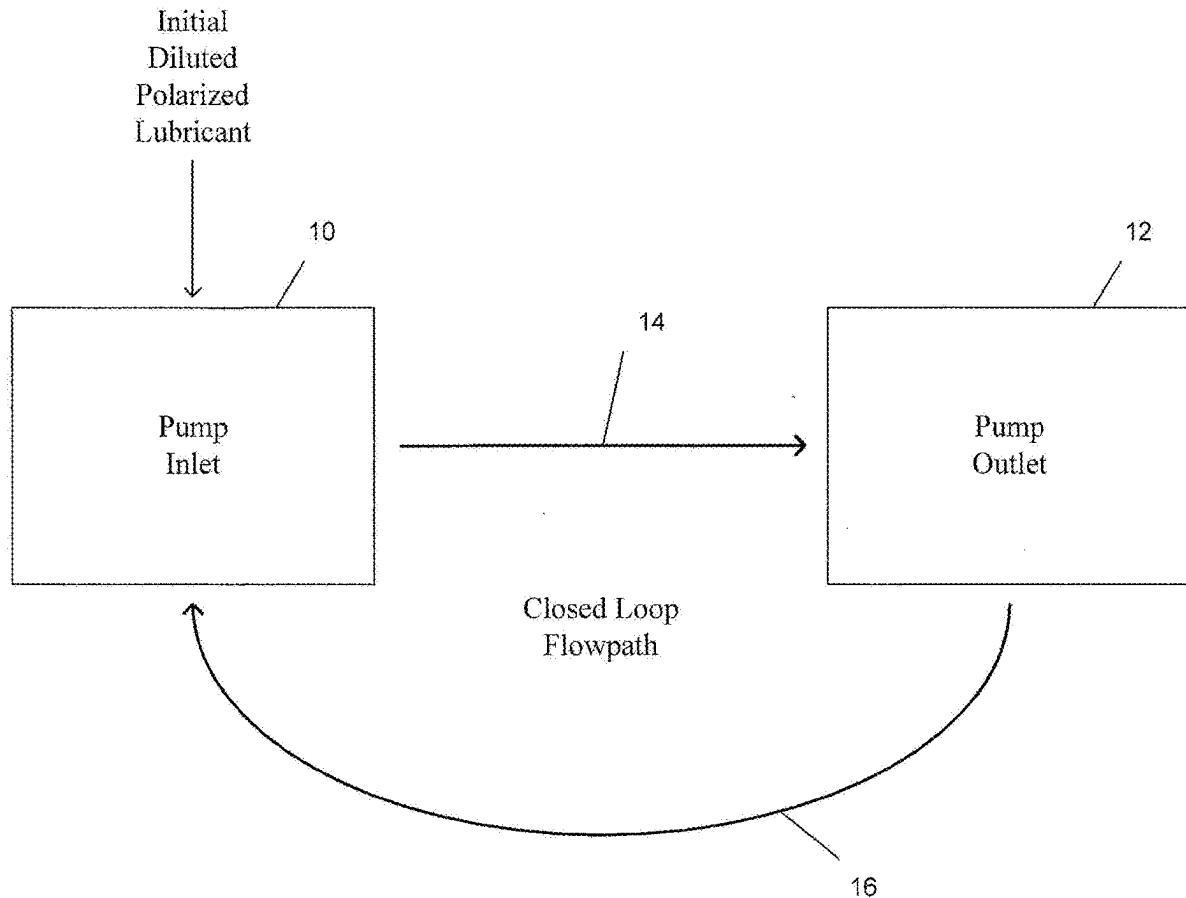 Initial
Diluted
Polarized
Lubricant
10
12
14
Pump
Inlet
Pump
Outlet
Closed Loop
Flowpath
16